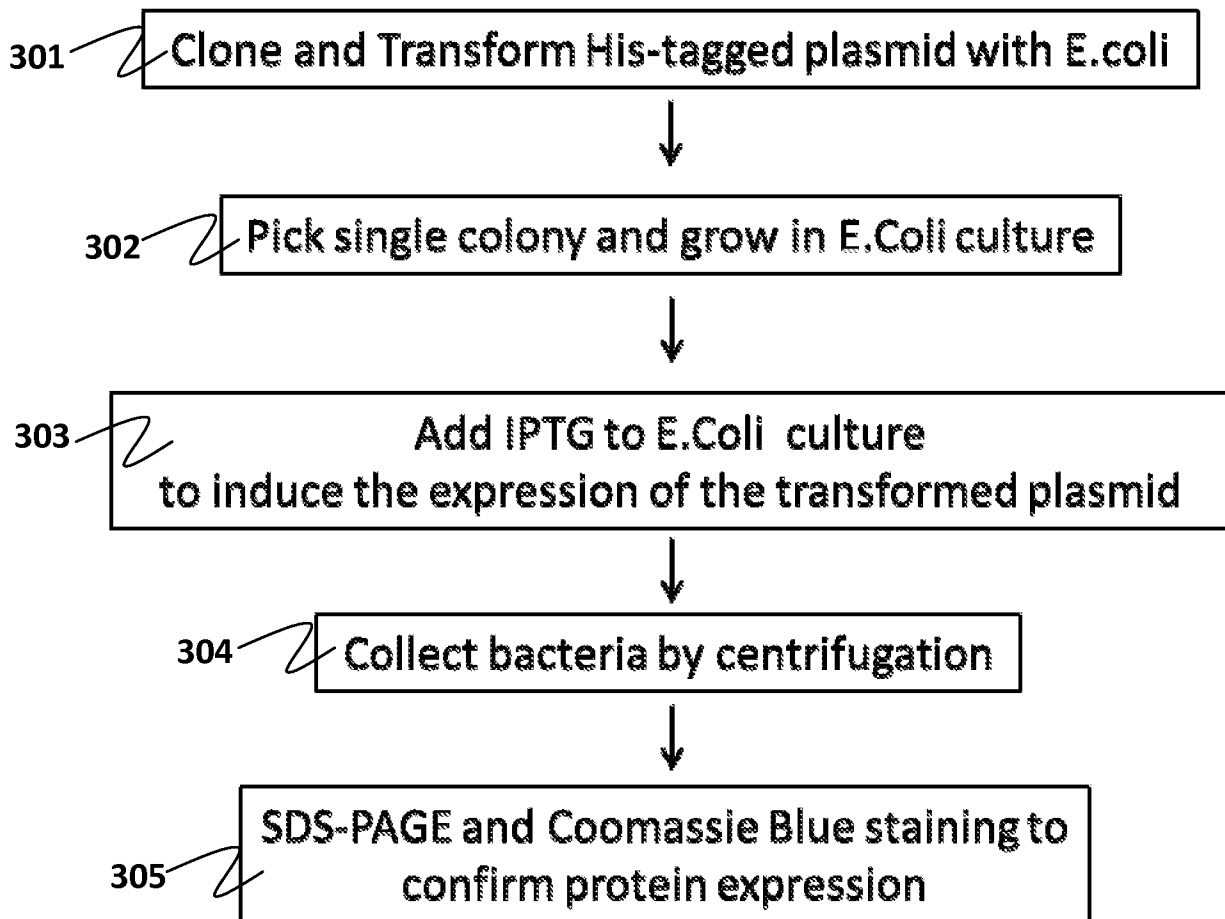 301 Clone and Transform His-tagged plasmid with E.coli
302 Pick single colony and grow in E.Coli culture
303 Add IPTG to E.Coli culture
to induce the expression of the transformed plasmid
304 Collect bacteria by centrifugation
SDS-PAGE and Coomassie Blue staining to
305 confirm protein expression